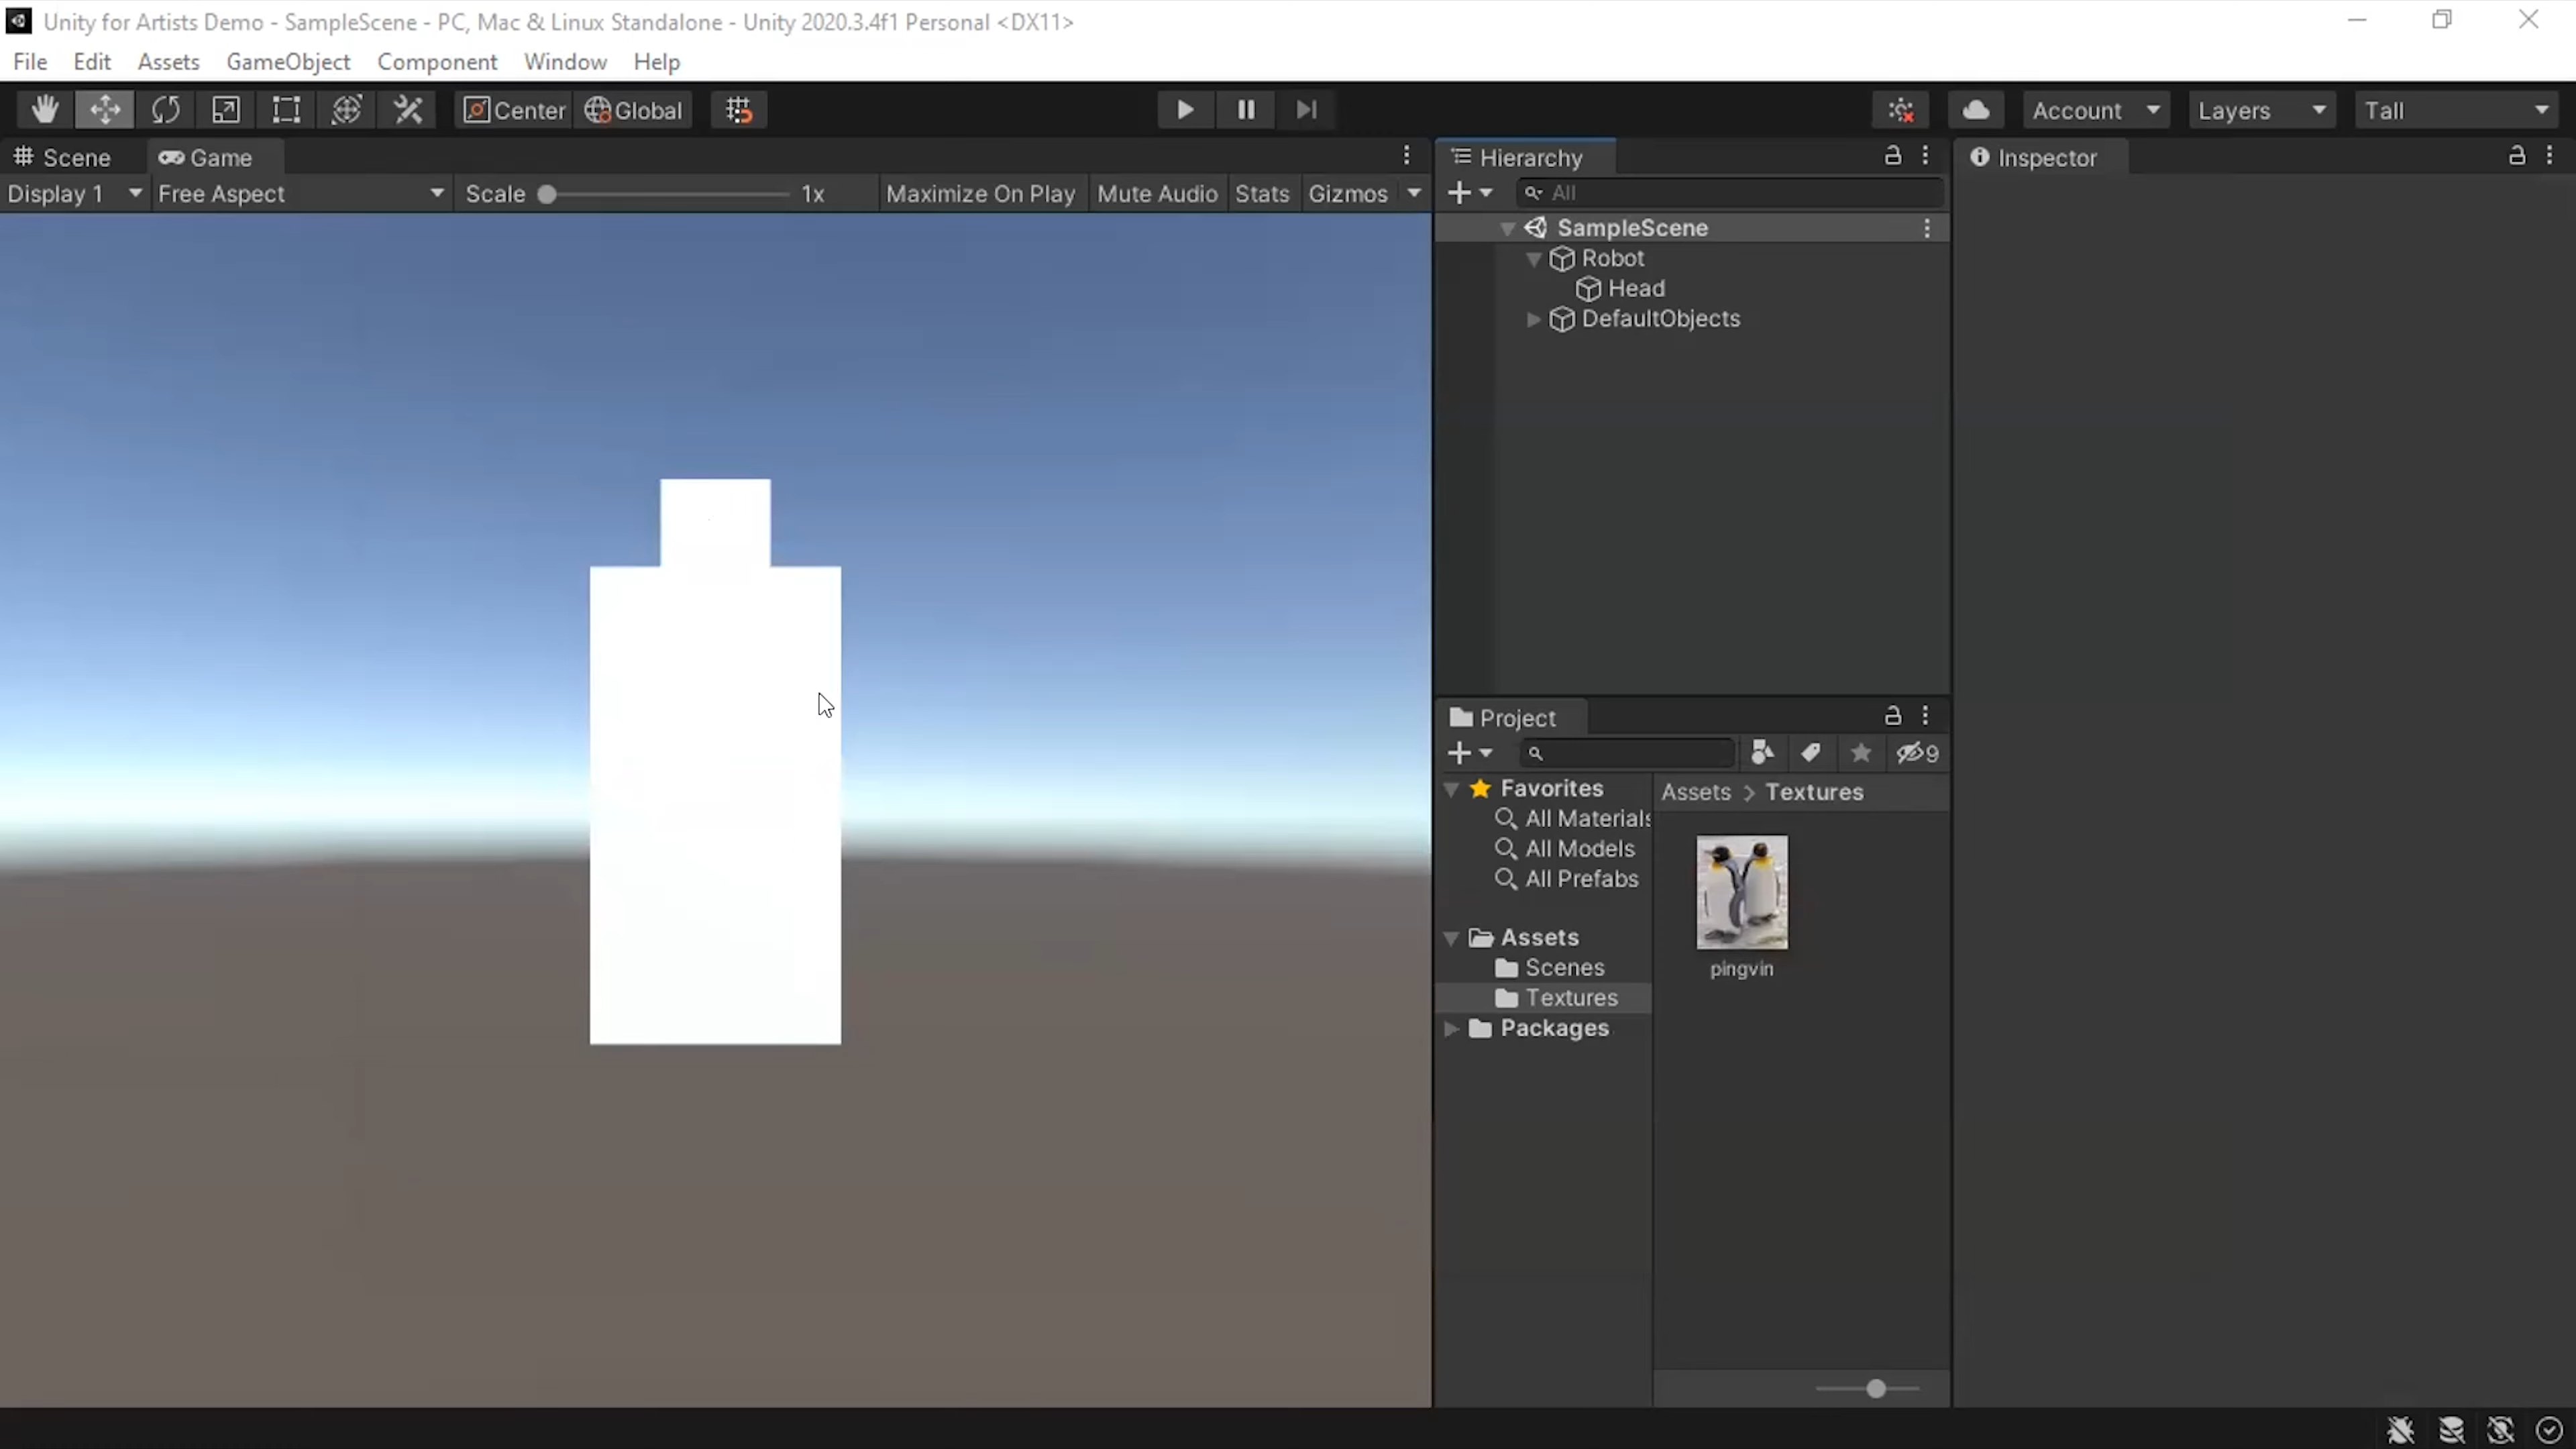 Unity for Artists Demo - SampleScene - PC, Mac & Linux Standalone - Unity 2020.3.4f1 Personal <DX11>
File Edit Assets GameObject Component Window Help
Center Global Account Layers Tall
Scene Game
Display 1 Free Aspect Scale 1x Maximize On Play Mute Audio Stats Gizmos
Hierarchy
All
SampleScene
Robot
Head
DefaultObjects
Project
9
Favorites
All Materials
All Models
All Prefabs
Assets
Scenes
Textures
Packages
Assets > Textures
pingvin
Inspector